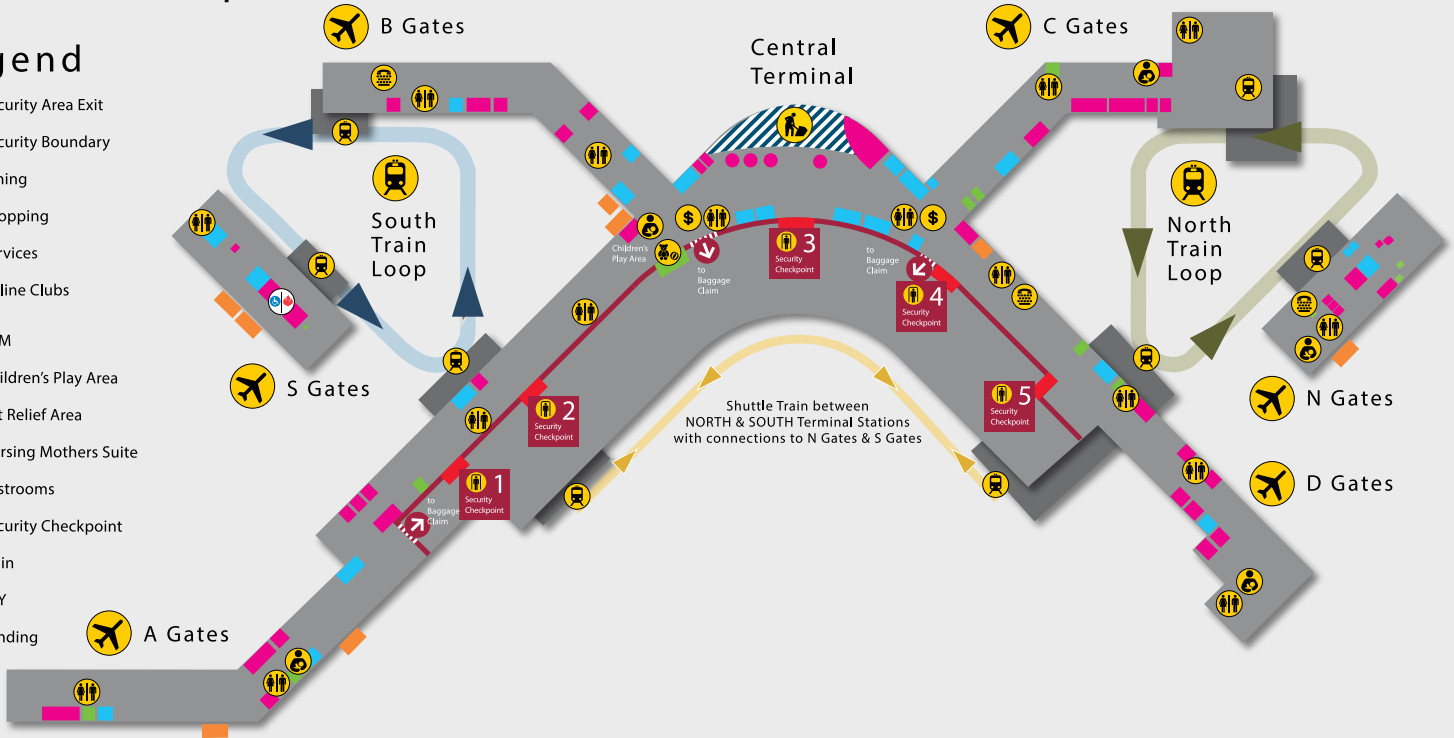 B Gates
C Gates
Central
Terminal
gend
curity Area Exit
curity Boundary
ning
opping
rvices
line Clubs
M
ildren's Play Area
t Relief Area
rsing Mothers Suite
strooms
curity Checkpoint
in
Y
nding
South
Train
Loop
North
Train
Loop
$
$
Children's
Play Area
to
Baggage
Claim
3
Security
Checkpoint
to
Baggage
Claim
4
Security
Checkpoint
S Gates
N Gates
2
Security
Checkpoint
5
Security
Checkpoint
Shuttle Train between
NORTH & SOUTH Terminal Stations
with connections to N Gates & S Gates
1
Security
Checkpoint
to
Baggage
Claim
D Gates
A Gates